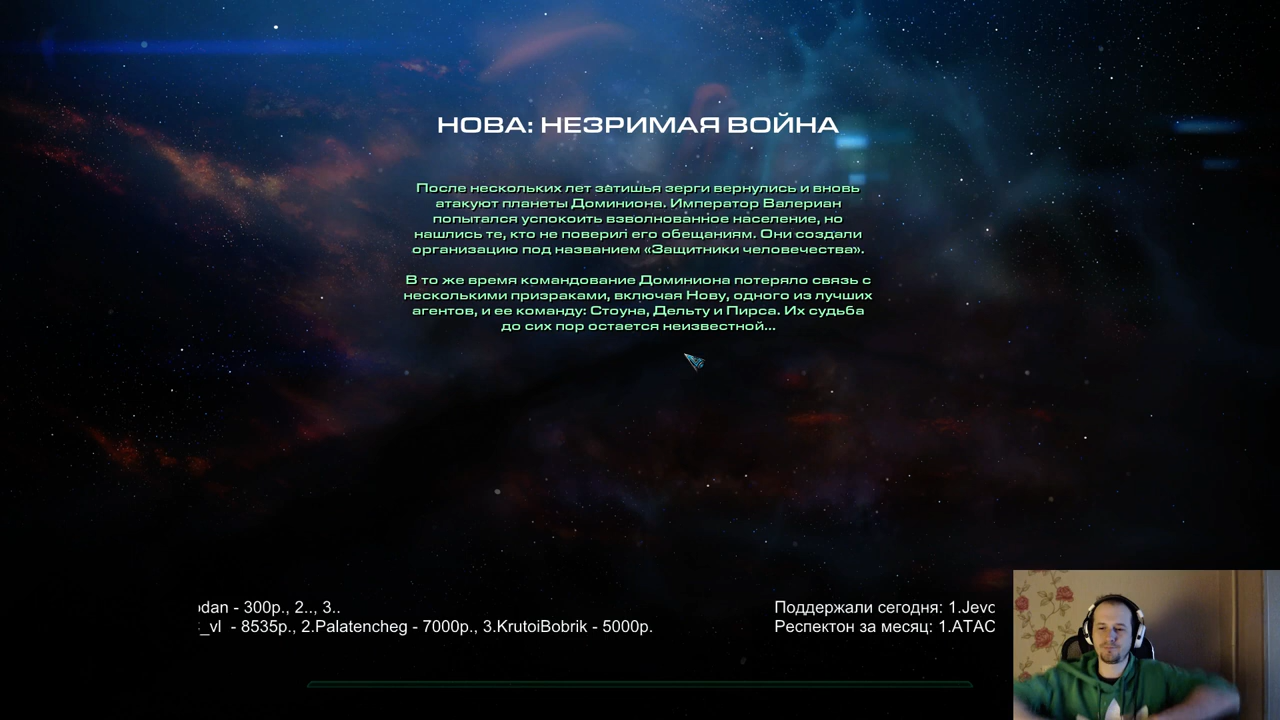 НОВА: НЕЗРИМАЯ ВОЙНА
После нескольких лет затишья зерги вернулись и вновь
атакуют планеты Доминиона. Император Валериан
попытался успокоить взволнованное население, но
нашлись те, кто не поверил его обещаниям. Они создали
организацию под названием «Защитники человечества».
В то же время командование Доминиона потеряло связь с
несколькими призраками, включая Нову, одного из лучших
агентов, и ее команду: Стоуна, Дельту и Пирса. Их судьба
до сих пор остается неизвестной...
dan - 300р., 2.., 3.. Поддержали сегодня: 1.Jevo
_vl - 8535р., 2.Palatencheg - 7000р., 3.KrutoiBobrik - 5000р. Респектон за месяц: 1.ATAC